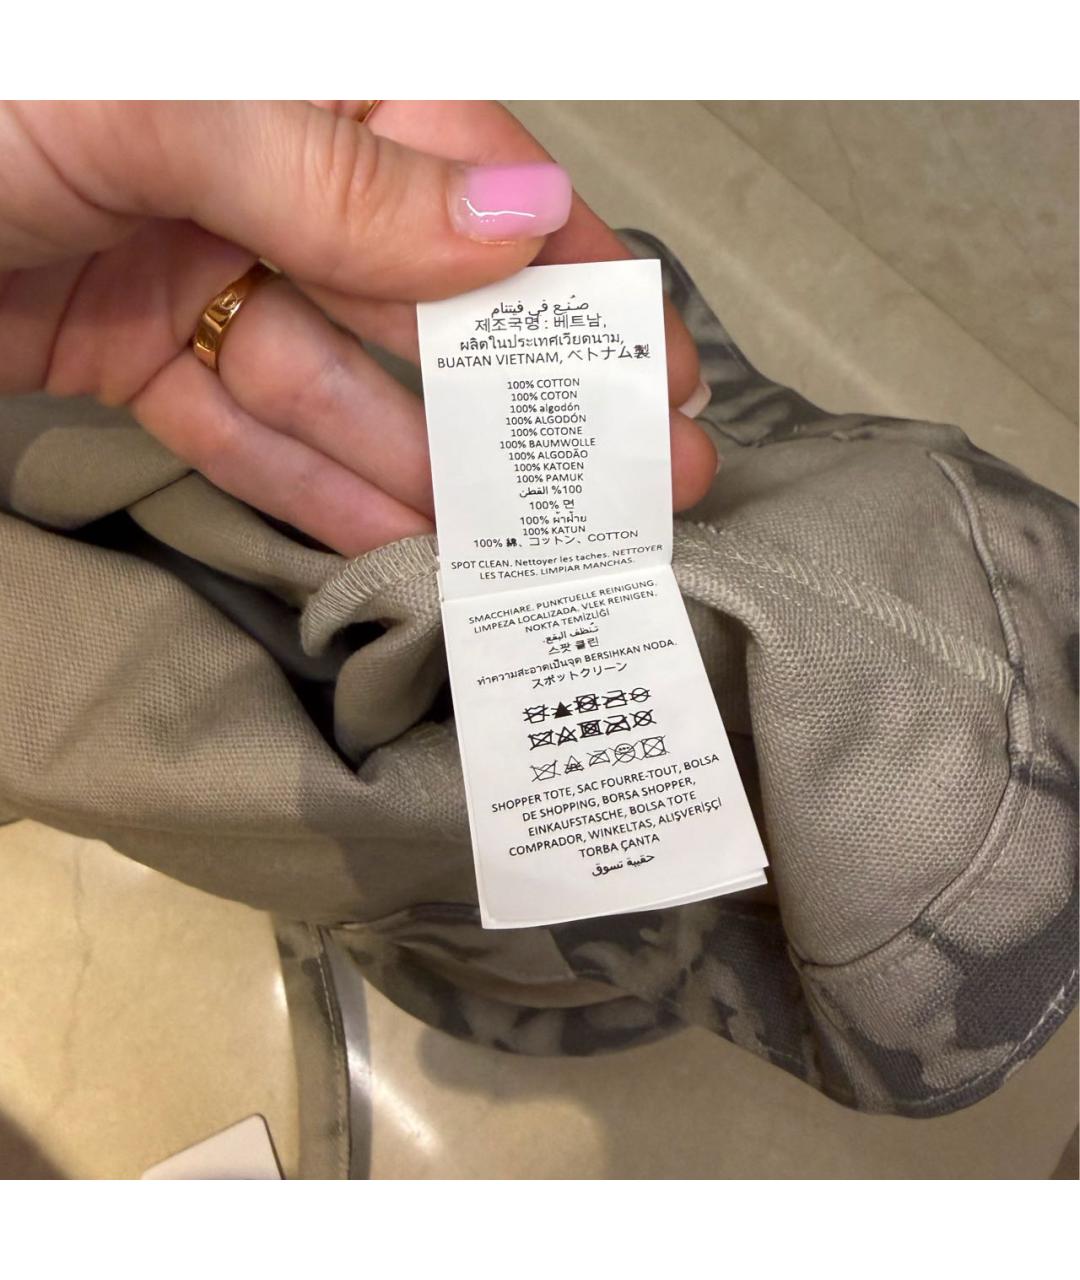 صُنع في فيتنام
제조국명 : 베트남,
ผลิตในประเทศเวียดนาม,
BUATAN VIETNAM, ベトナム製
100% COTTON
100% COTON
100% algodón
100% ALGODÓN
100% COTONE
100% BAUMWOLLE
100% ALGODÃO
100% KATOEN
100% PAMUK
100% القطن
100% 면
100% ผ้าฝ้าย
100% KATUN
100% 綿、コットン、COTTON
SPOT CLEAN. Nettoyer les taches. NETTOYER
LES TACHES. LIMPIAR MANCHAS.
SMACCHIARE. PUNKTUELLE REINIGUNG.
LIMPEZA LOCALIZADA. VLEK REINIGEN.
NOKTA TEMİZLİĞİ
تُنظف البقع.
스팟 클린
ทำความสะอาดเป็นจุด BERSIHKAN NODA.
スポットクリーン
SHOPPER TOTE, SAC FOURRE-TOUT, BOLSA
DE SHOPPING, BORSA SHOPPER,
EINKAUFSTASCHE, BOLSA TOTE
COMPRADOR, WINKELTAS, ALIŞVERİŞÇİ
TORBA ÇANTA
حقيبة تسوق